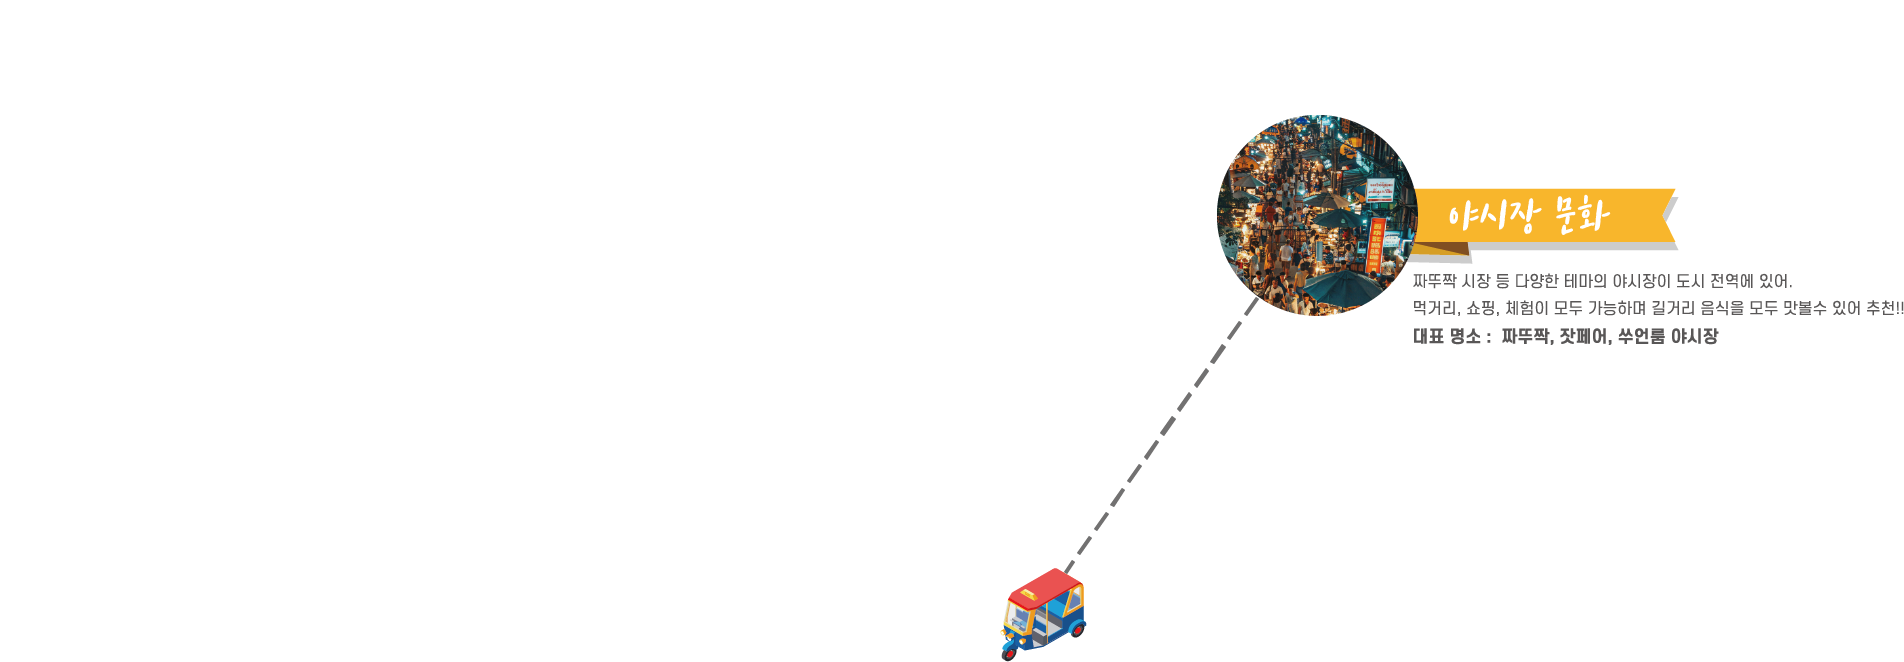 야시장 문화
짜뚜짝 시장 등 다양한 테마의 야시장이 도시 전역에 있어.
먹거리, 쇼핑, 체험이 모두 가능하며 길거리 음식을 모두 맛볼수 있어 추천!!
대표 명소 : 짜뚜짝, 잣페어, 쑤언룸 야시장